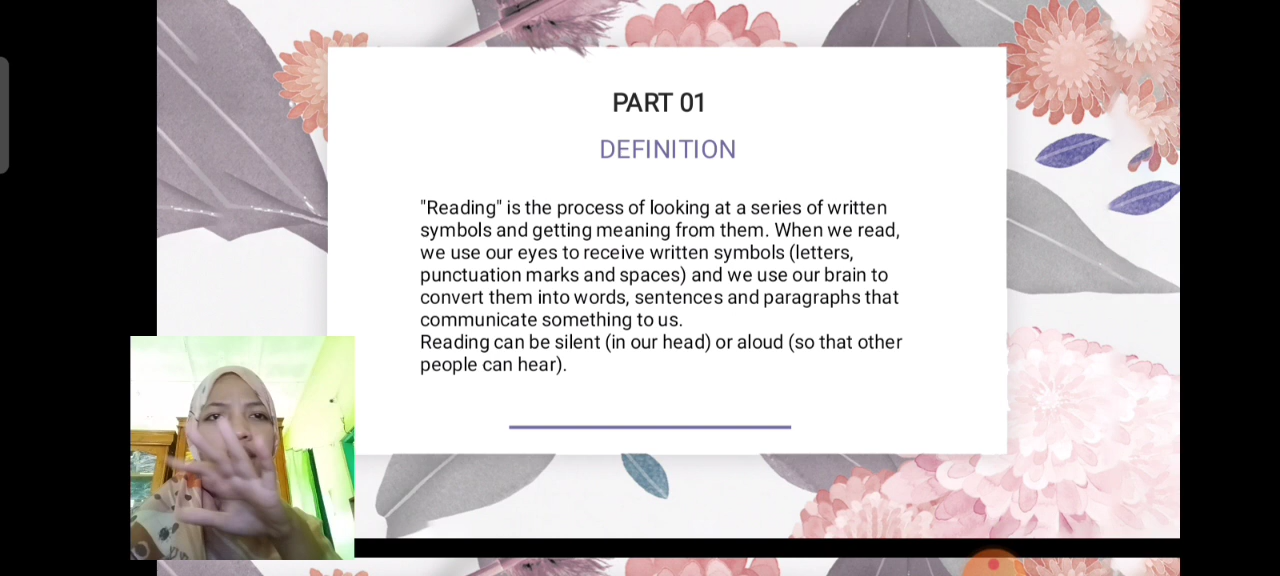 PART 01
DEFINITION
"Reading" is the process of looking at a series of written
symbols and getting meaning from them. When we read,
we use our eyes to receive written symbols (letters,
punctuation marks and spaces) and we use our brain to
convert them into words, sentences and paragraphs that
communicate something to us.
Reading can be silent (in our head) or aloud (so that other
people can hear).